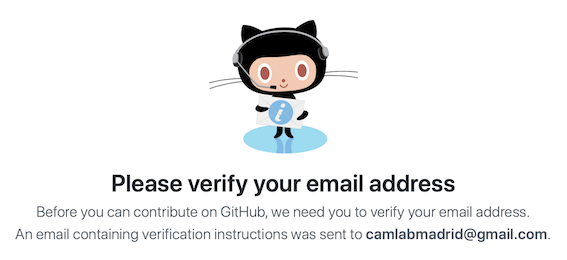 Please verify your email address
Before you can contribute on GitHub, we need you to verify your email address.
An email containing verification instructions was sent to camlabmadrid@gmail.com.